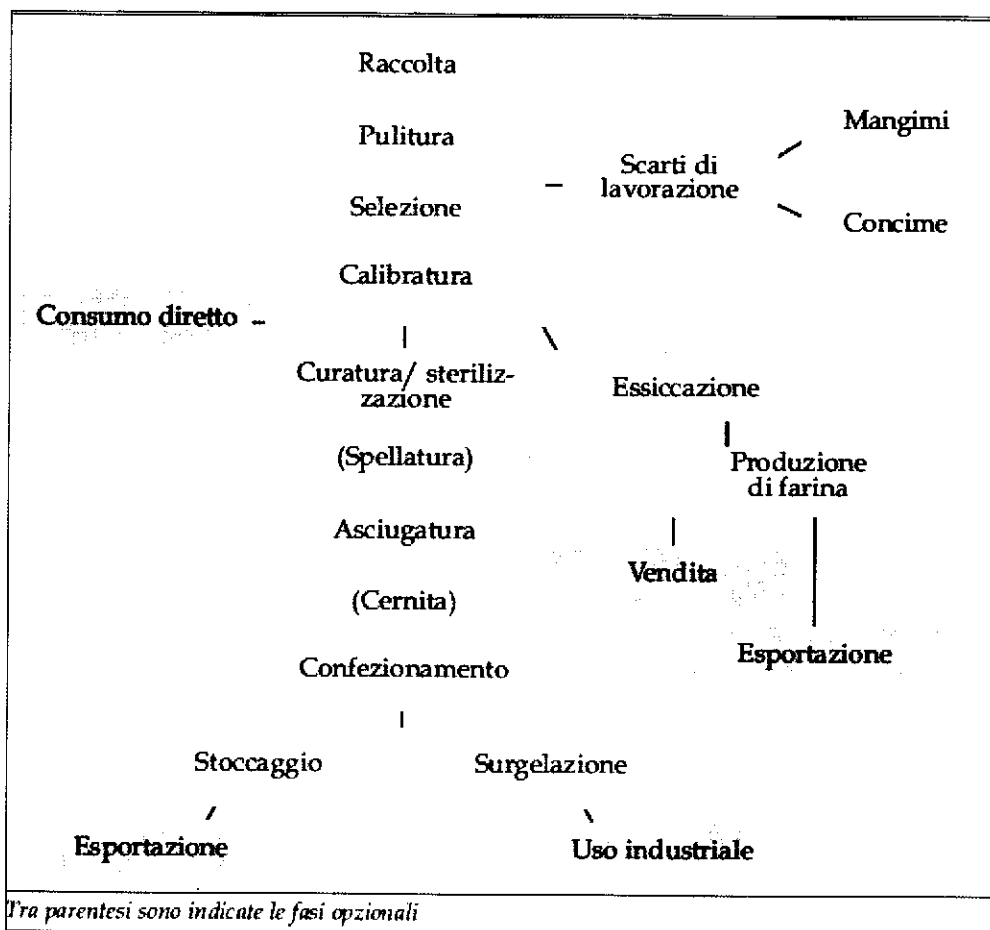 Raccolta
Pulitura
Selezione
Calibratura
Scarti di
lavorazione
Mangimi
Concime
Consumo diretto
Curatura/ steriliz-
zazione
(Spellatura)
Asciugatura
(Cernita)
Confezionamento
Essiccazione
Produzione
di farina
Vendita
Esportazione
Stoccaggio
Surgelazione
Esportazione
Uso industriale
Tra parentesi sono indicate le fasi opzionali